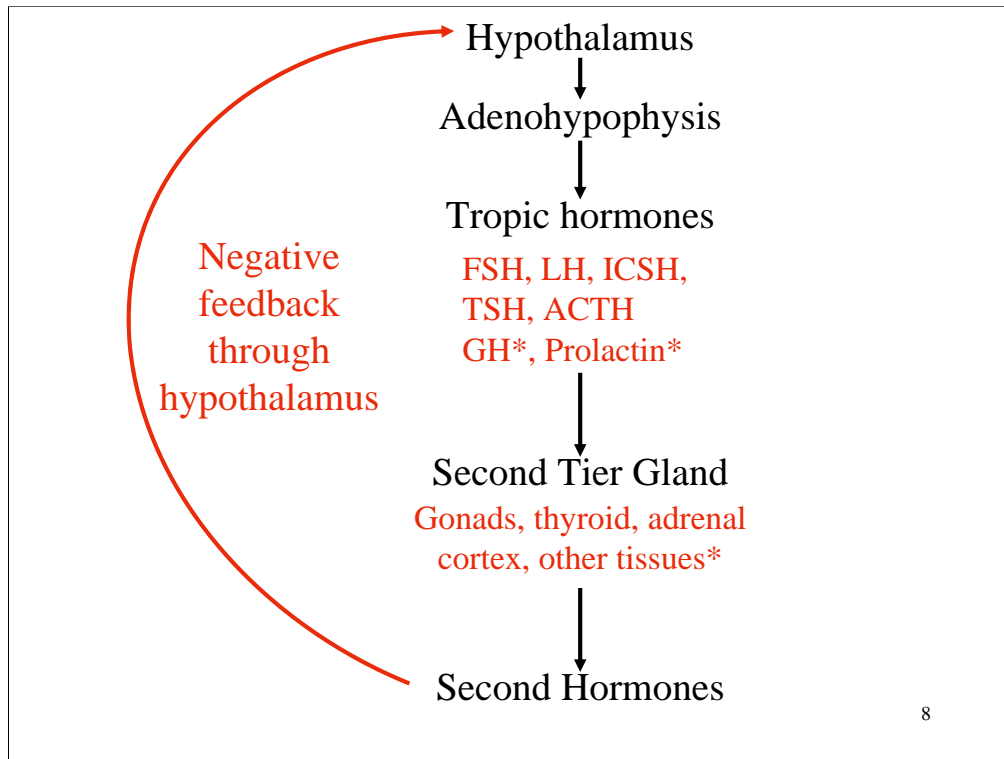 Hypothalamus
Adenohypophysis
Tropic hormones
FSH, LH, ICSH,
TSH, ACTH
GH*, Prolactin*
Negative
feedback
through
hypothalamus
Second Tier Gland
Gonads, thyroid, adrenal
cortex, other tissues*
Second Hormones
8